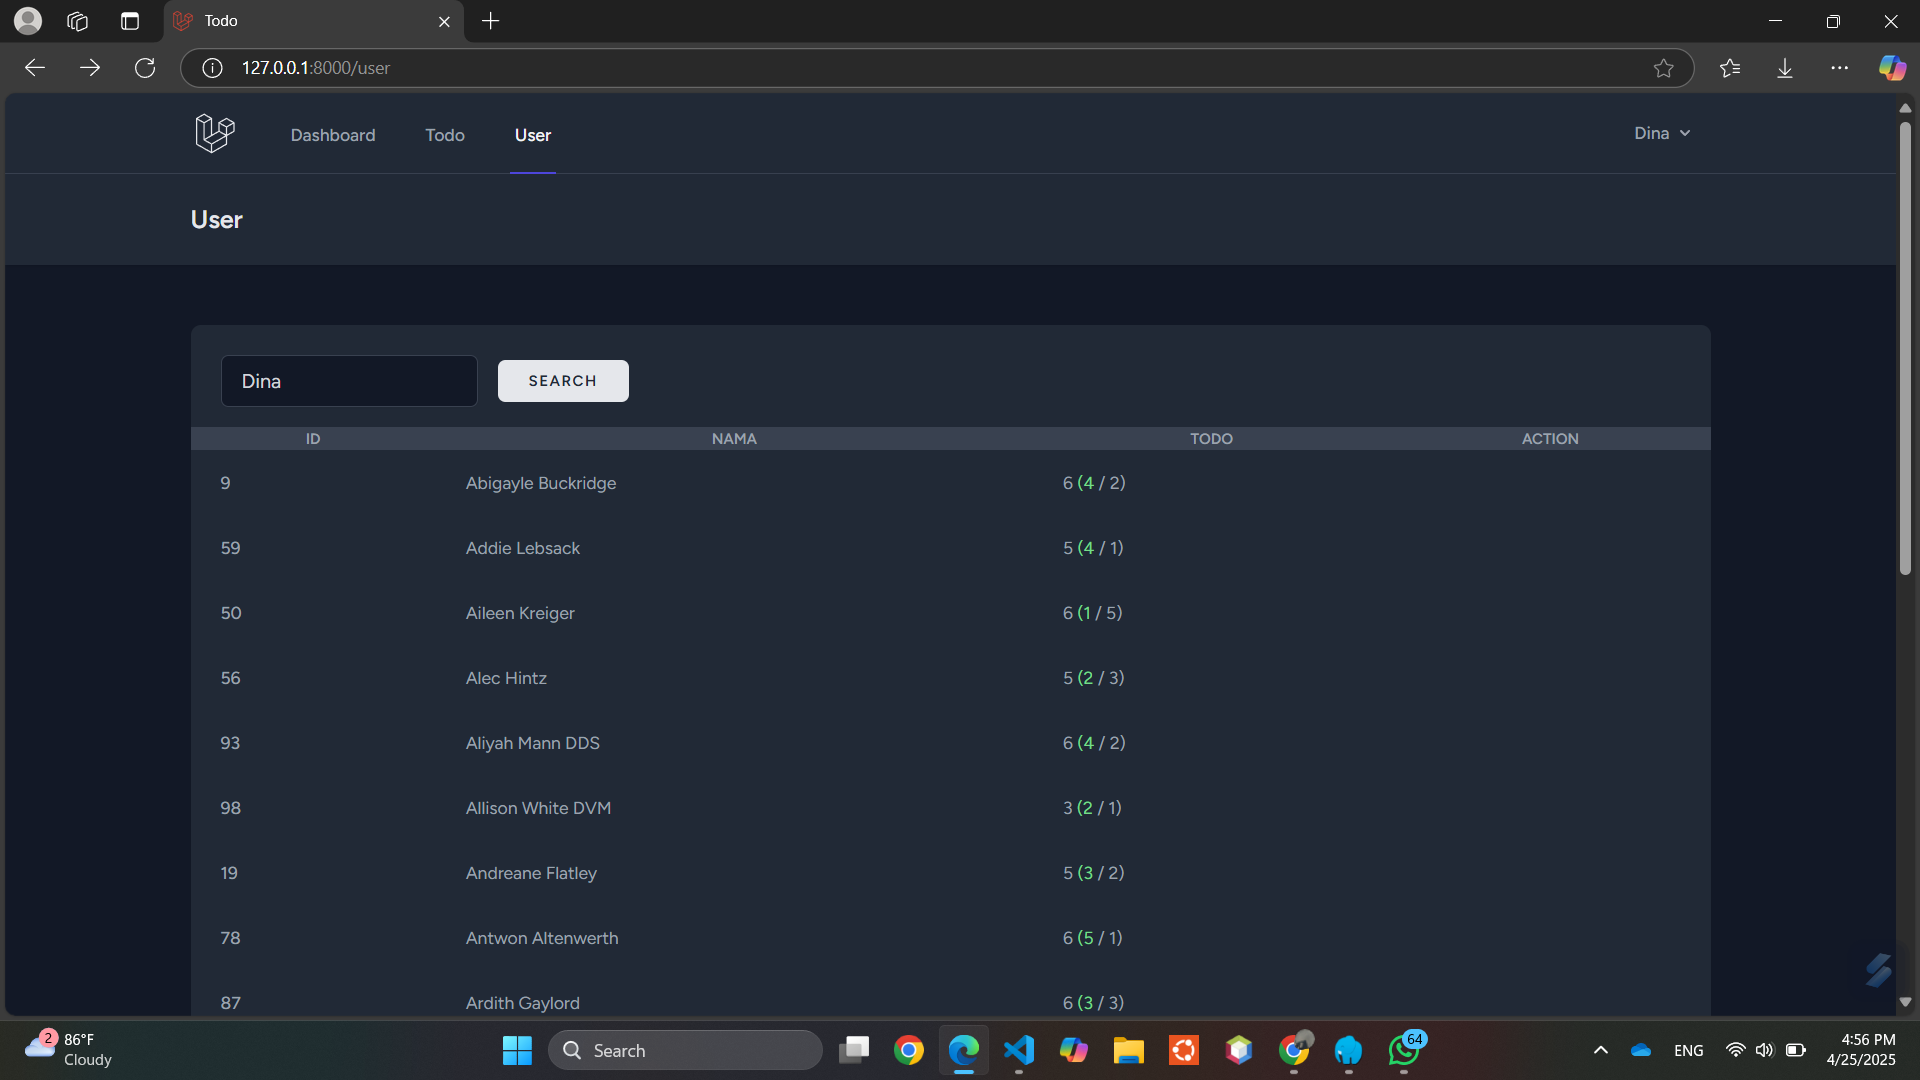 Todo
127.0.0.1:8000/user
Dashboard Todo User Dina
User
Dina SEARCH
ID NAMA TODO ACTION
9 Abigayle Buckridge 6 (4 / 2)
59 Addie Lebsack 5 (4 / 1)
50 Aileen Kreiger 6 (1 / 5)
56 Alec Hintz 5 (2 / 3)
93 Aliyah Mann DDS 6 (4 / 2)
98 Allison White DVM 3 (2 / 1)
19 Andreane Flatley 5 (3 / 2)
78 Antwon Altenwerth 6 (5 / 1)
87 Ardith Gaylord 6 (3 / 3)
2 86°F Search 64 ENG 4:56 PM
Cloudy 4/25/2025